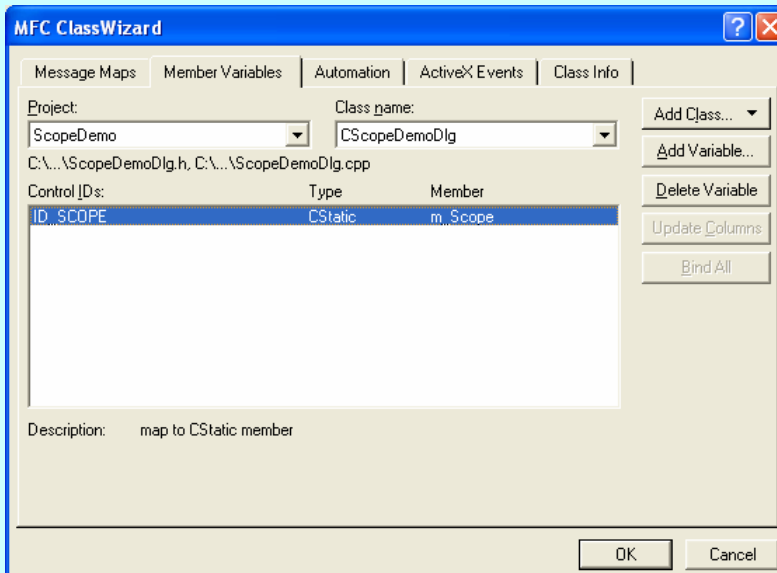 MFC ClassWizard
Message Maps Member Variables Automation ActiveX Events Class Info
Project: Class name:
ScopeDemo CScopeDemoDlg
C:\...\ScopeDemoDlg.h, C:\...\ScopeDemoDlg.cpp
Control IDs: Type Member
ID_SCOPE CStatic m_Scope
Description: map to CStatic member
Add Class...
Add Variable...
Delete Variable
Update Columns
Bind All
OK Cancel